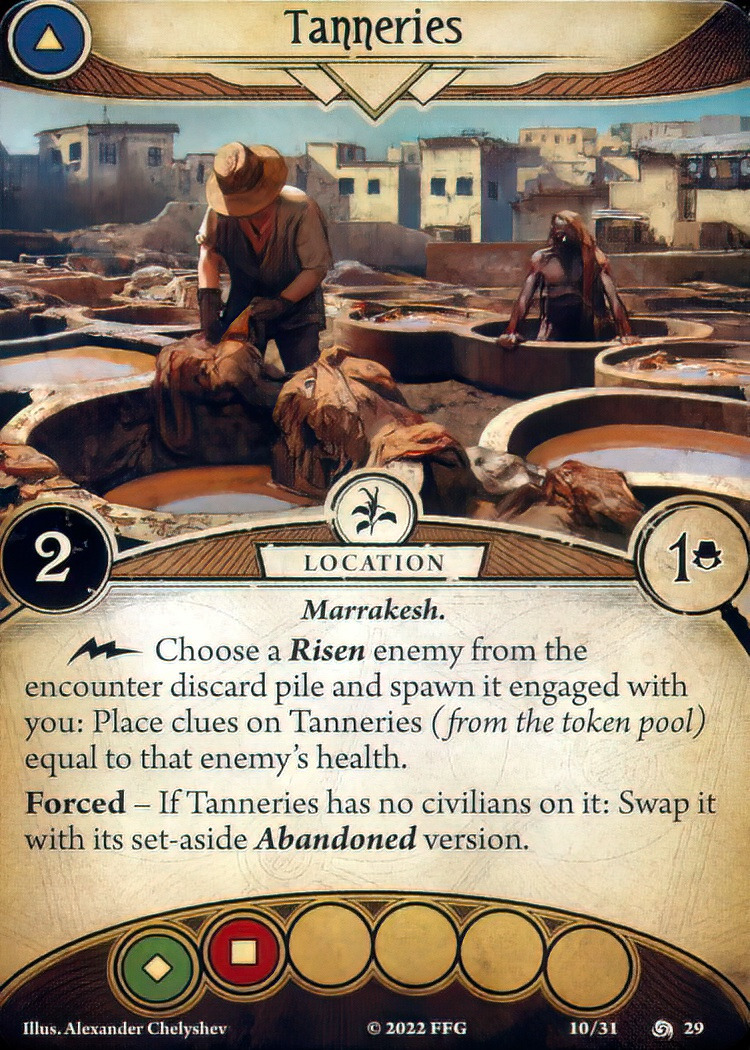 Tanneries
2
1
LOCATION
Marrakesh.
Choose a Risen enemy from the
encounter discard pile and spawn it engaged with
you: Place clues on Tanneries (from the token pool)
equal to that enemy's health.
Forced – If Tanneries has no civilians on it: Swap it
with its set-aside Abandoned version.
Illus. Alexander Chelyshev © 2022 FFG 10/31 29